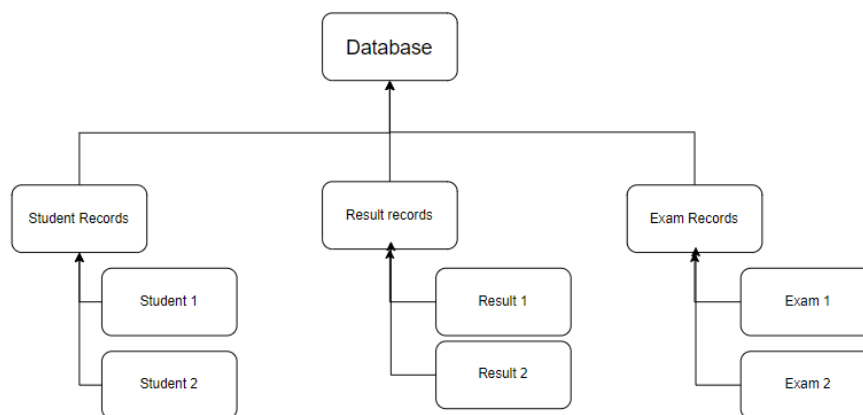 Database
Student Records
Result records
Exam Records
Student 1
Result 1
Exam 1
Student 2
Result 2
Exam 2